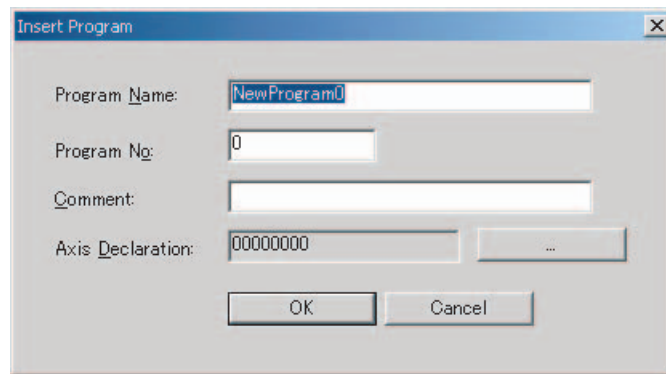 Insert Program
Program Name: NewProgram0
Program No: 0
Comment:
Axis Declaration: 00000000 ...
OK Cancel